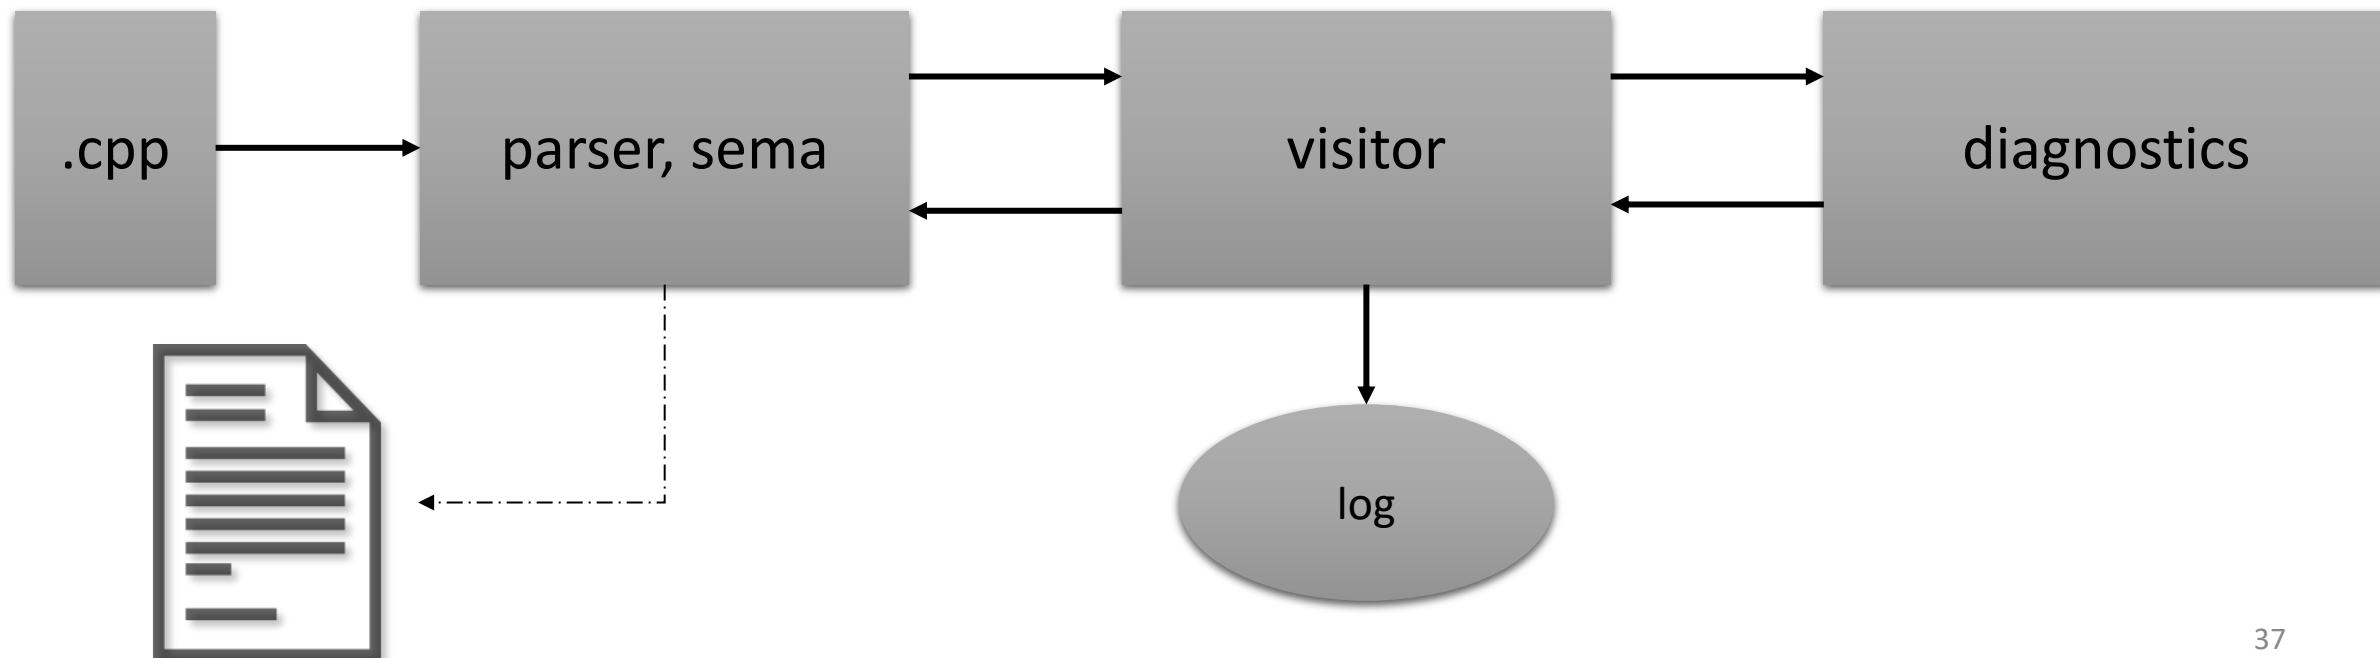 .cpp
parser, sema
visitor
diagnostics
log
37